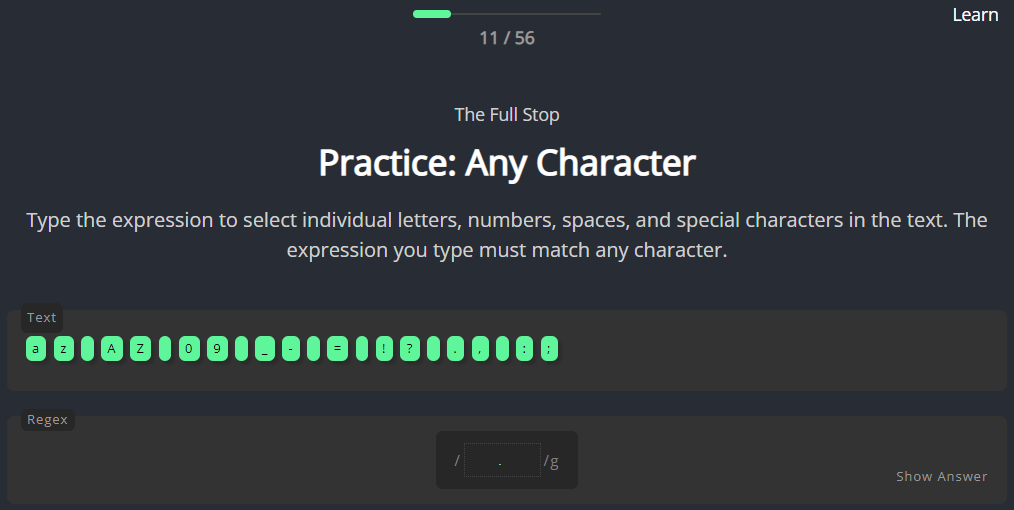 Learn
11 / 56
The Full Stop
Practice: Any Character
Type the expression to select individual letters, numbers, spaces, and special characters in the text. The
expression you type must match any character.
Text
a z A Z 0 9 _ - = ! ? . , : ;
Regex
/ . /g
Show Answer